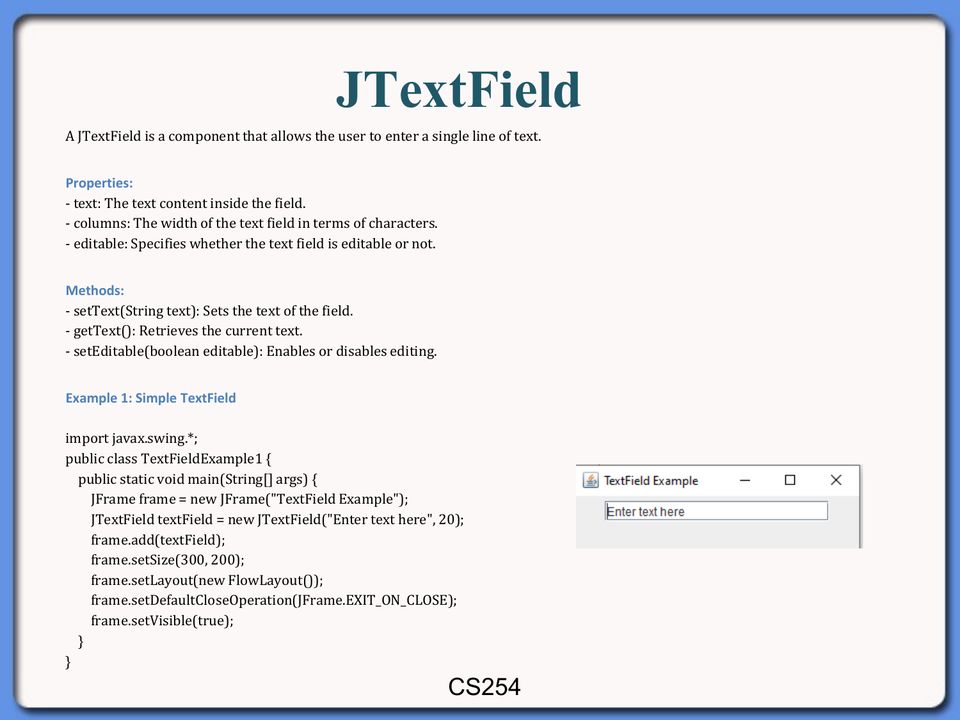 JTextField
A JTextField is a component that allows the user to enter a single line of text.
Properties:
- text: The text content inside the field.
- columns: The width of the text field in terms of characters.
- editable: Specifies whether the text field is editable or not.
Methods:
- setText(String text): Sets the text of the field.
- getText(): Retrieves the current text.
- setEditable(boolean editable): Enables or disables editing.
Example 1: Simple TextField
import javax.swing.*;
public class TextFieldExample1 {
public static void main(String[] args) {
JFrame frame = new JFrame("TextField Example");
JTextField textField = new JTextField("Enter text here", 20);
frame.add(textField);
frame.setSize(300, 200);
frame.setLayout(new FlowLayout());
frame.setDefaultCloseOperation(JFrame.EXIT_ON_CLOSE);
frame.setVisible(true);
}
}
TextField Example
Enter text here
CS254